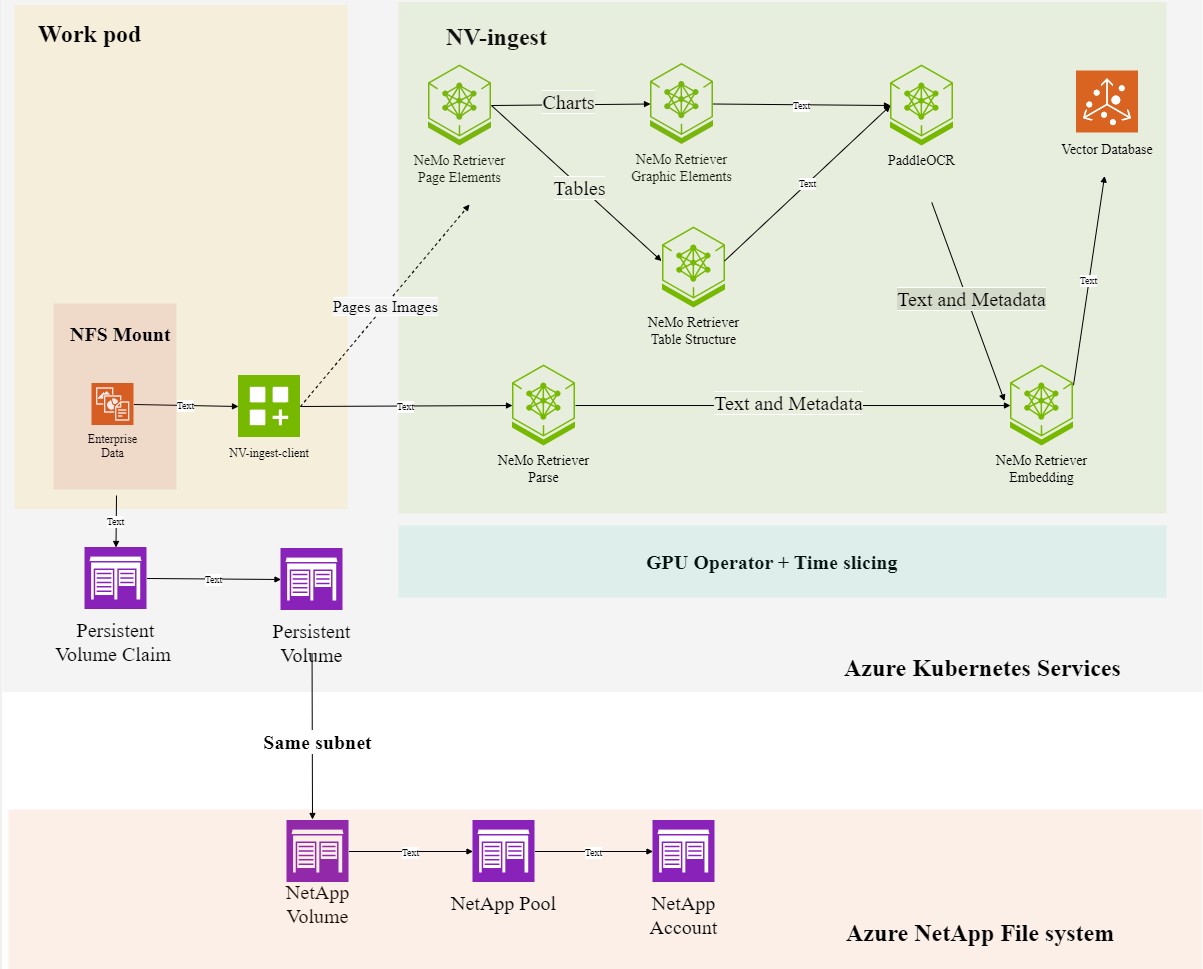 Work pod
NV-ingest
Charts
Text
NeMo Retriever
Page Elements
NeMo Retriever
Graphic Elements
PaddleOCR
Vector Database
Tables
Text
NeMo Retriever
Table Structure
Pages as Images
Text and Metadata
Text
NFS Mount
Enterprise
Data
Text
NV-ingest-client
Text
NeMo Retriever
Parse
Text and Metadata
NeMo Retriever
Embedding
Text
GPU Operator + Time slicing
Text
Persistent
Volume Claim
Persistent
Volume
Azure Kubernetes Services
Same subnet
NetApp
Volume
Text
NetApp Pool
Text
NetApp
Account
Azure NetApp File system